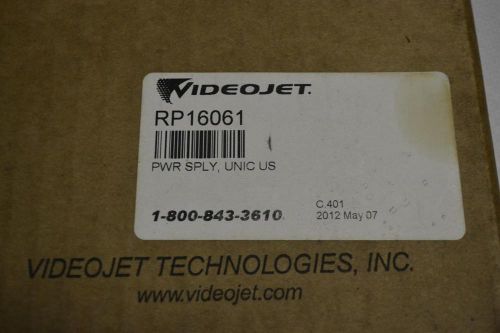 VIDEOJET.
RP16061
PWR SPLY, UNIC US
C.401
1-800-843-3610
2012 May 07
VIDEOJET TECHNOLOGIES, INC.
www.videojet.com